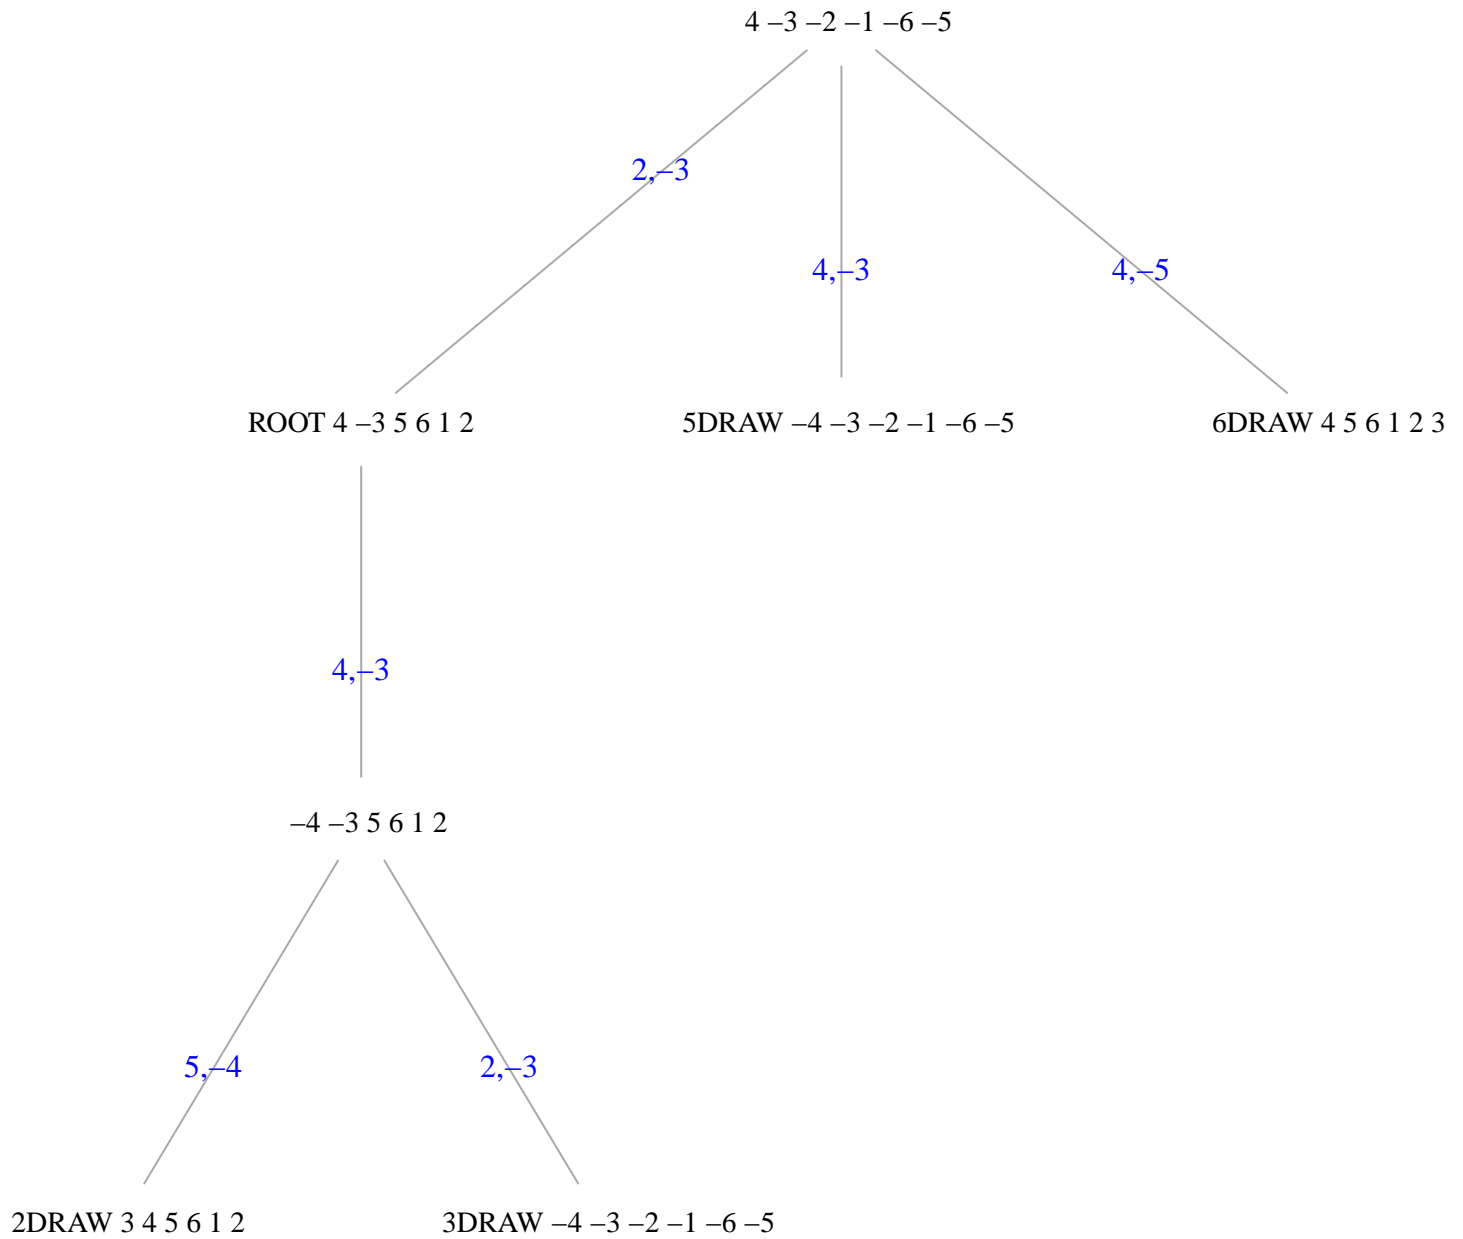 4 –3 –2 –1 –6 –5
2,–3
4,–3
4,–5
ROOT 4 –3 5 6 1 2
5DRAW –4 –3 –2 –1 –6 –5
6DRAW 4 5 6 1 2 3
4,–3
–4 –3 5 6 1 2
5,–4
2,–3
2DRAW 3 4 5 6 1 2
3DRAW –4 –3 –2 –1 –6 –5